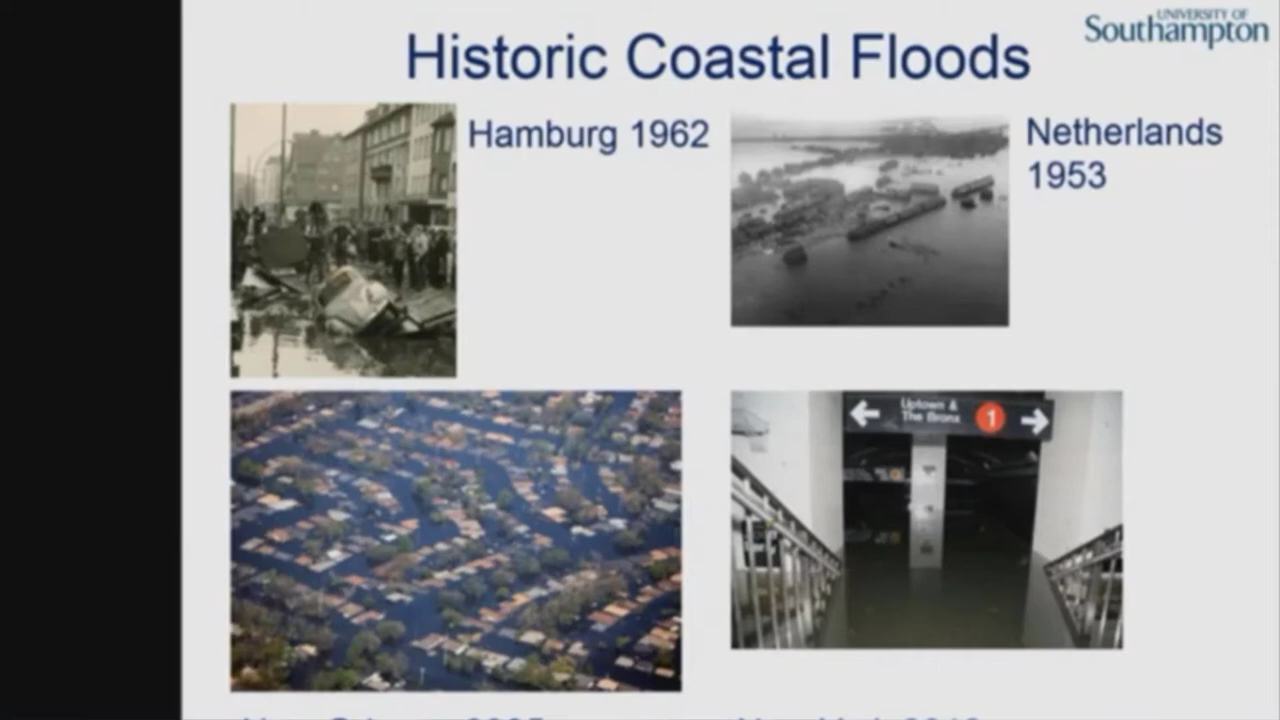 UNIVERSITY OF
Southampton
Historic Coastal Floods
Hamburg 1962
Netherlands
1953
Uptown &
The Bronx
1